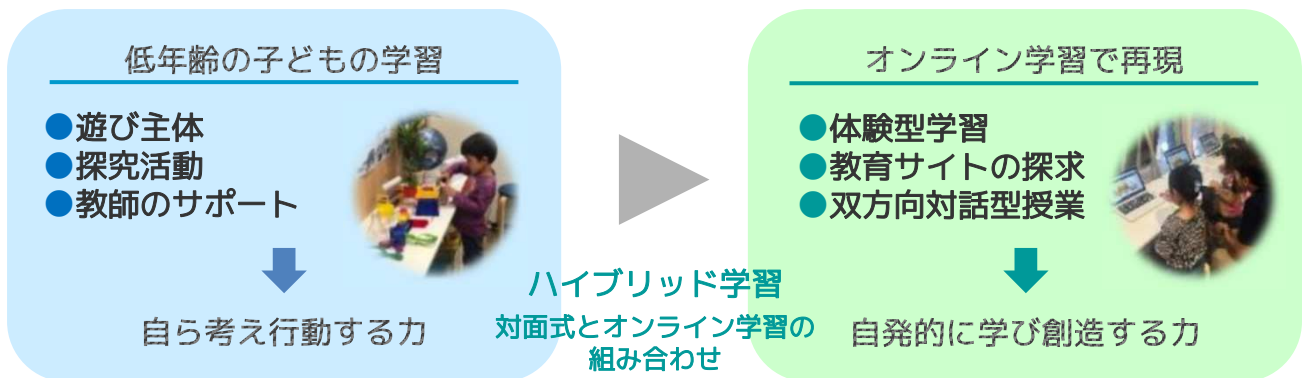 低年齢の子どもの学習
●遊び主体
●探究活動
●教師のサポート
自ら考え行動する力
ハイブリッド学習
対面式とオンライン学習の
組み合わせ
オンライン学習で再現
●体験型学習
●教育サイトの探求
●双方向対話型授業
自発的に学び創造する力